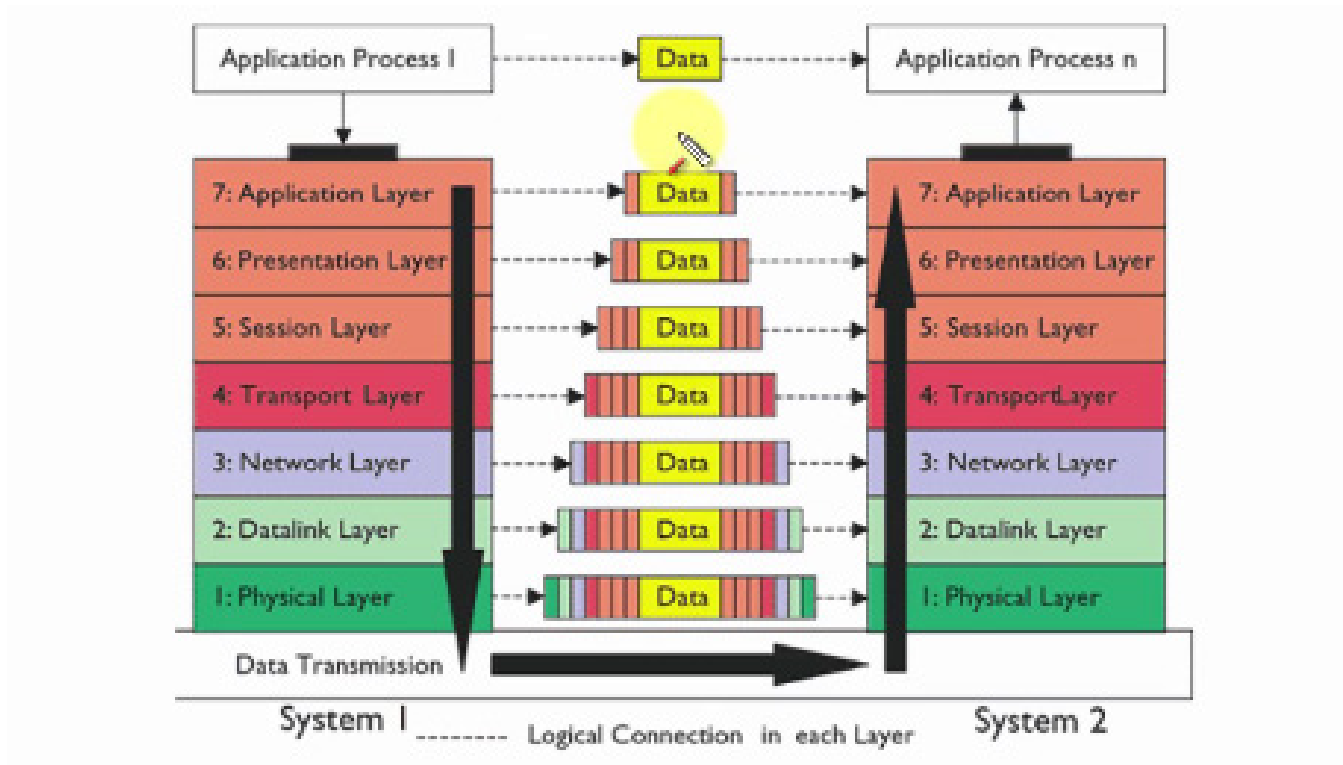 Application Process 1
Data
Application Process n
7: Application Layer
Data
7: Application Layer
6: Presentation Layer
Data
6: Presentation Layer
5: Session Layer
Data
5: Session Layer
4: Transport Layer
Data
4: TransportLayer
3: Network Layer
Data
3: Network Layer
2: Datalink Layer
Data
2: Datalink Layer
1: Physical Layer
Data
1: Physical Layer
Data Transmission
System 1
System 2
Logical Connection in each Layer